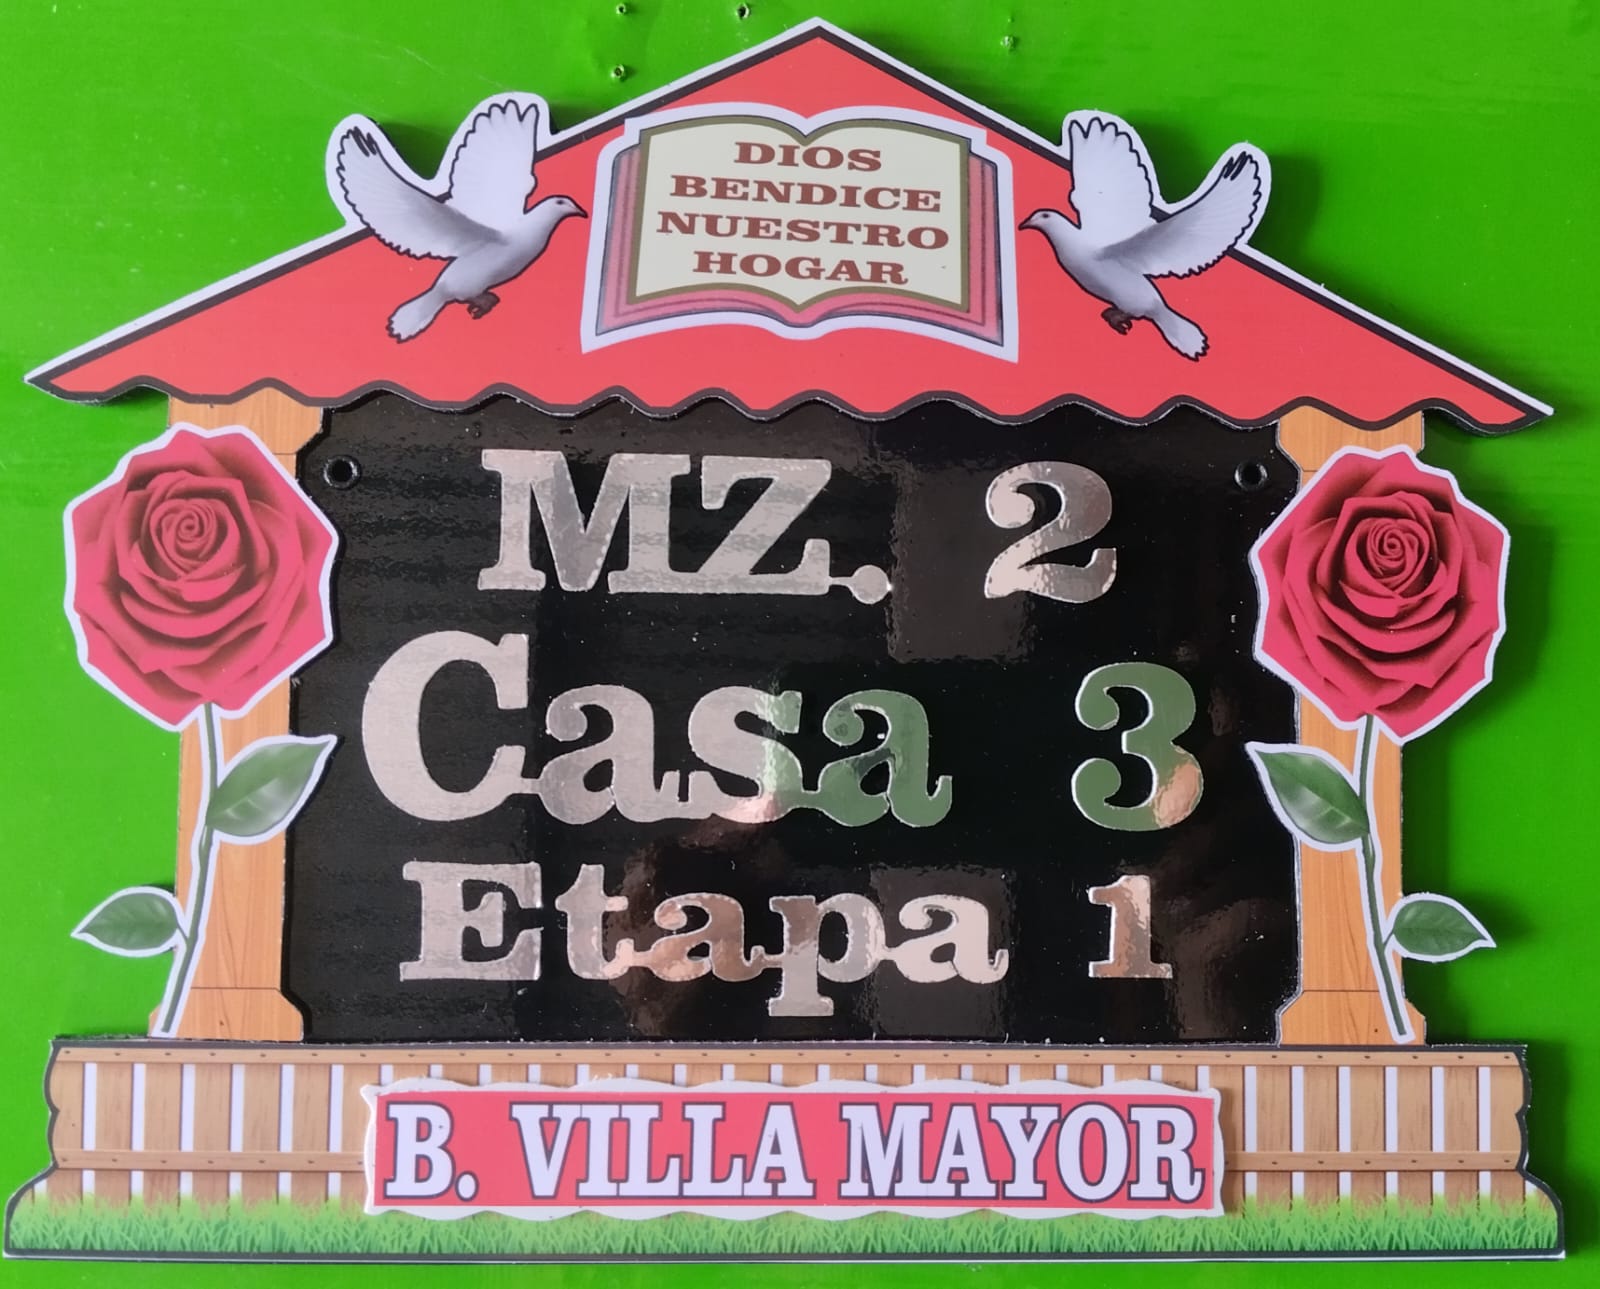 DIOS
BENDICE
NUESTRO
HOGAR
MZ. 2
Casa 3
Etapa 1
B. VILLA MAYOR